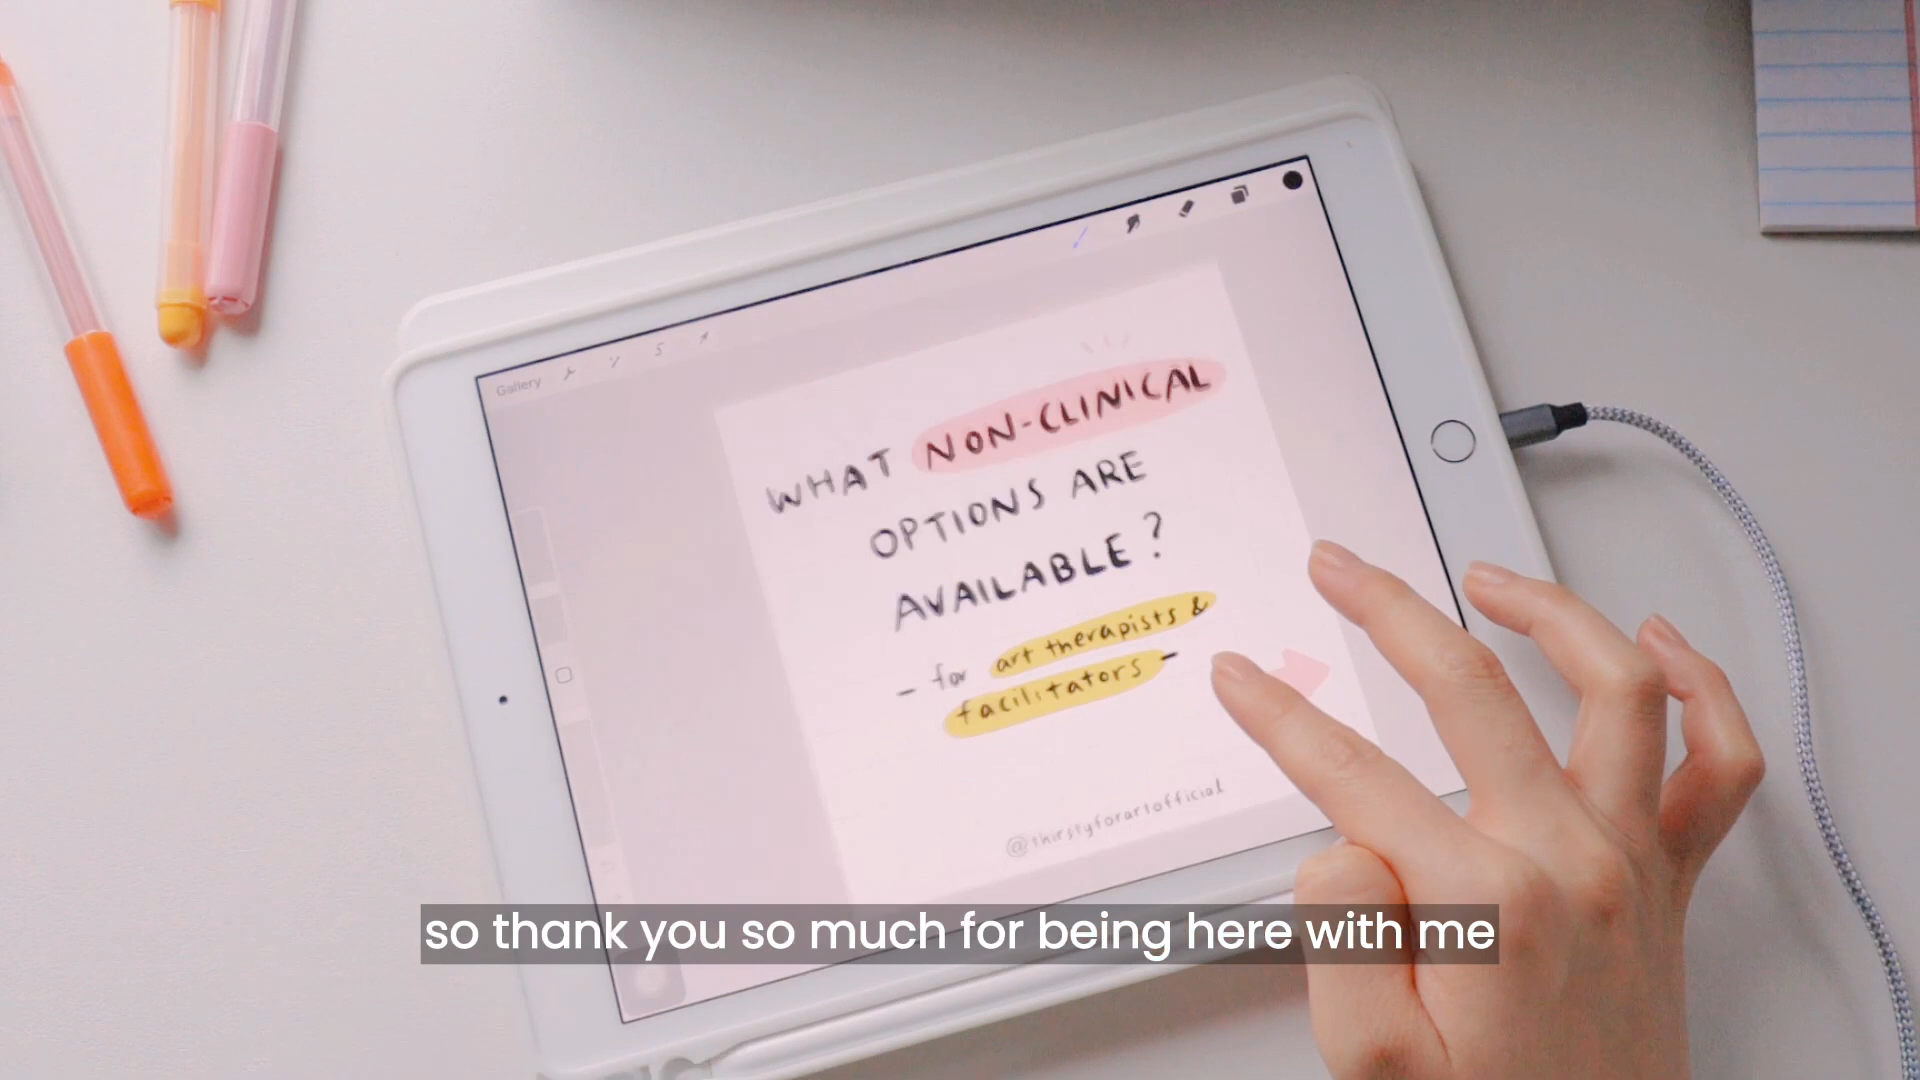 Gallery
WHAT NON-CLINICAL
OPTIONS ARE
AVAILABLE?
- for art therapists &
facilitators -
@thirstyforartofficial
so thank you so much for being here with me